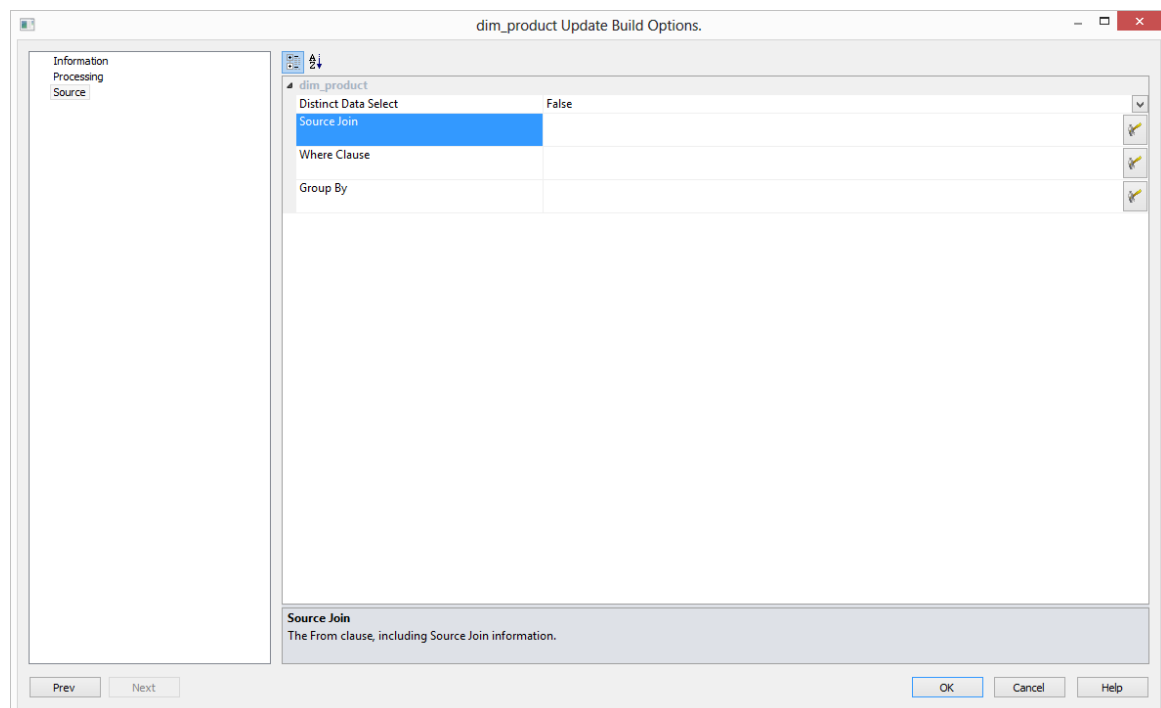 dim_product Update Build Options.
Information
Processing
Source
dim_product
Distinct Data Select False
Source Join
Where Clause
Group By
Source Join
The From clause, including Source Join information.
Prev Next OK Cancel Help